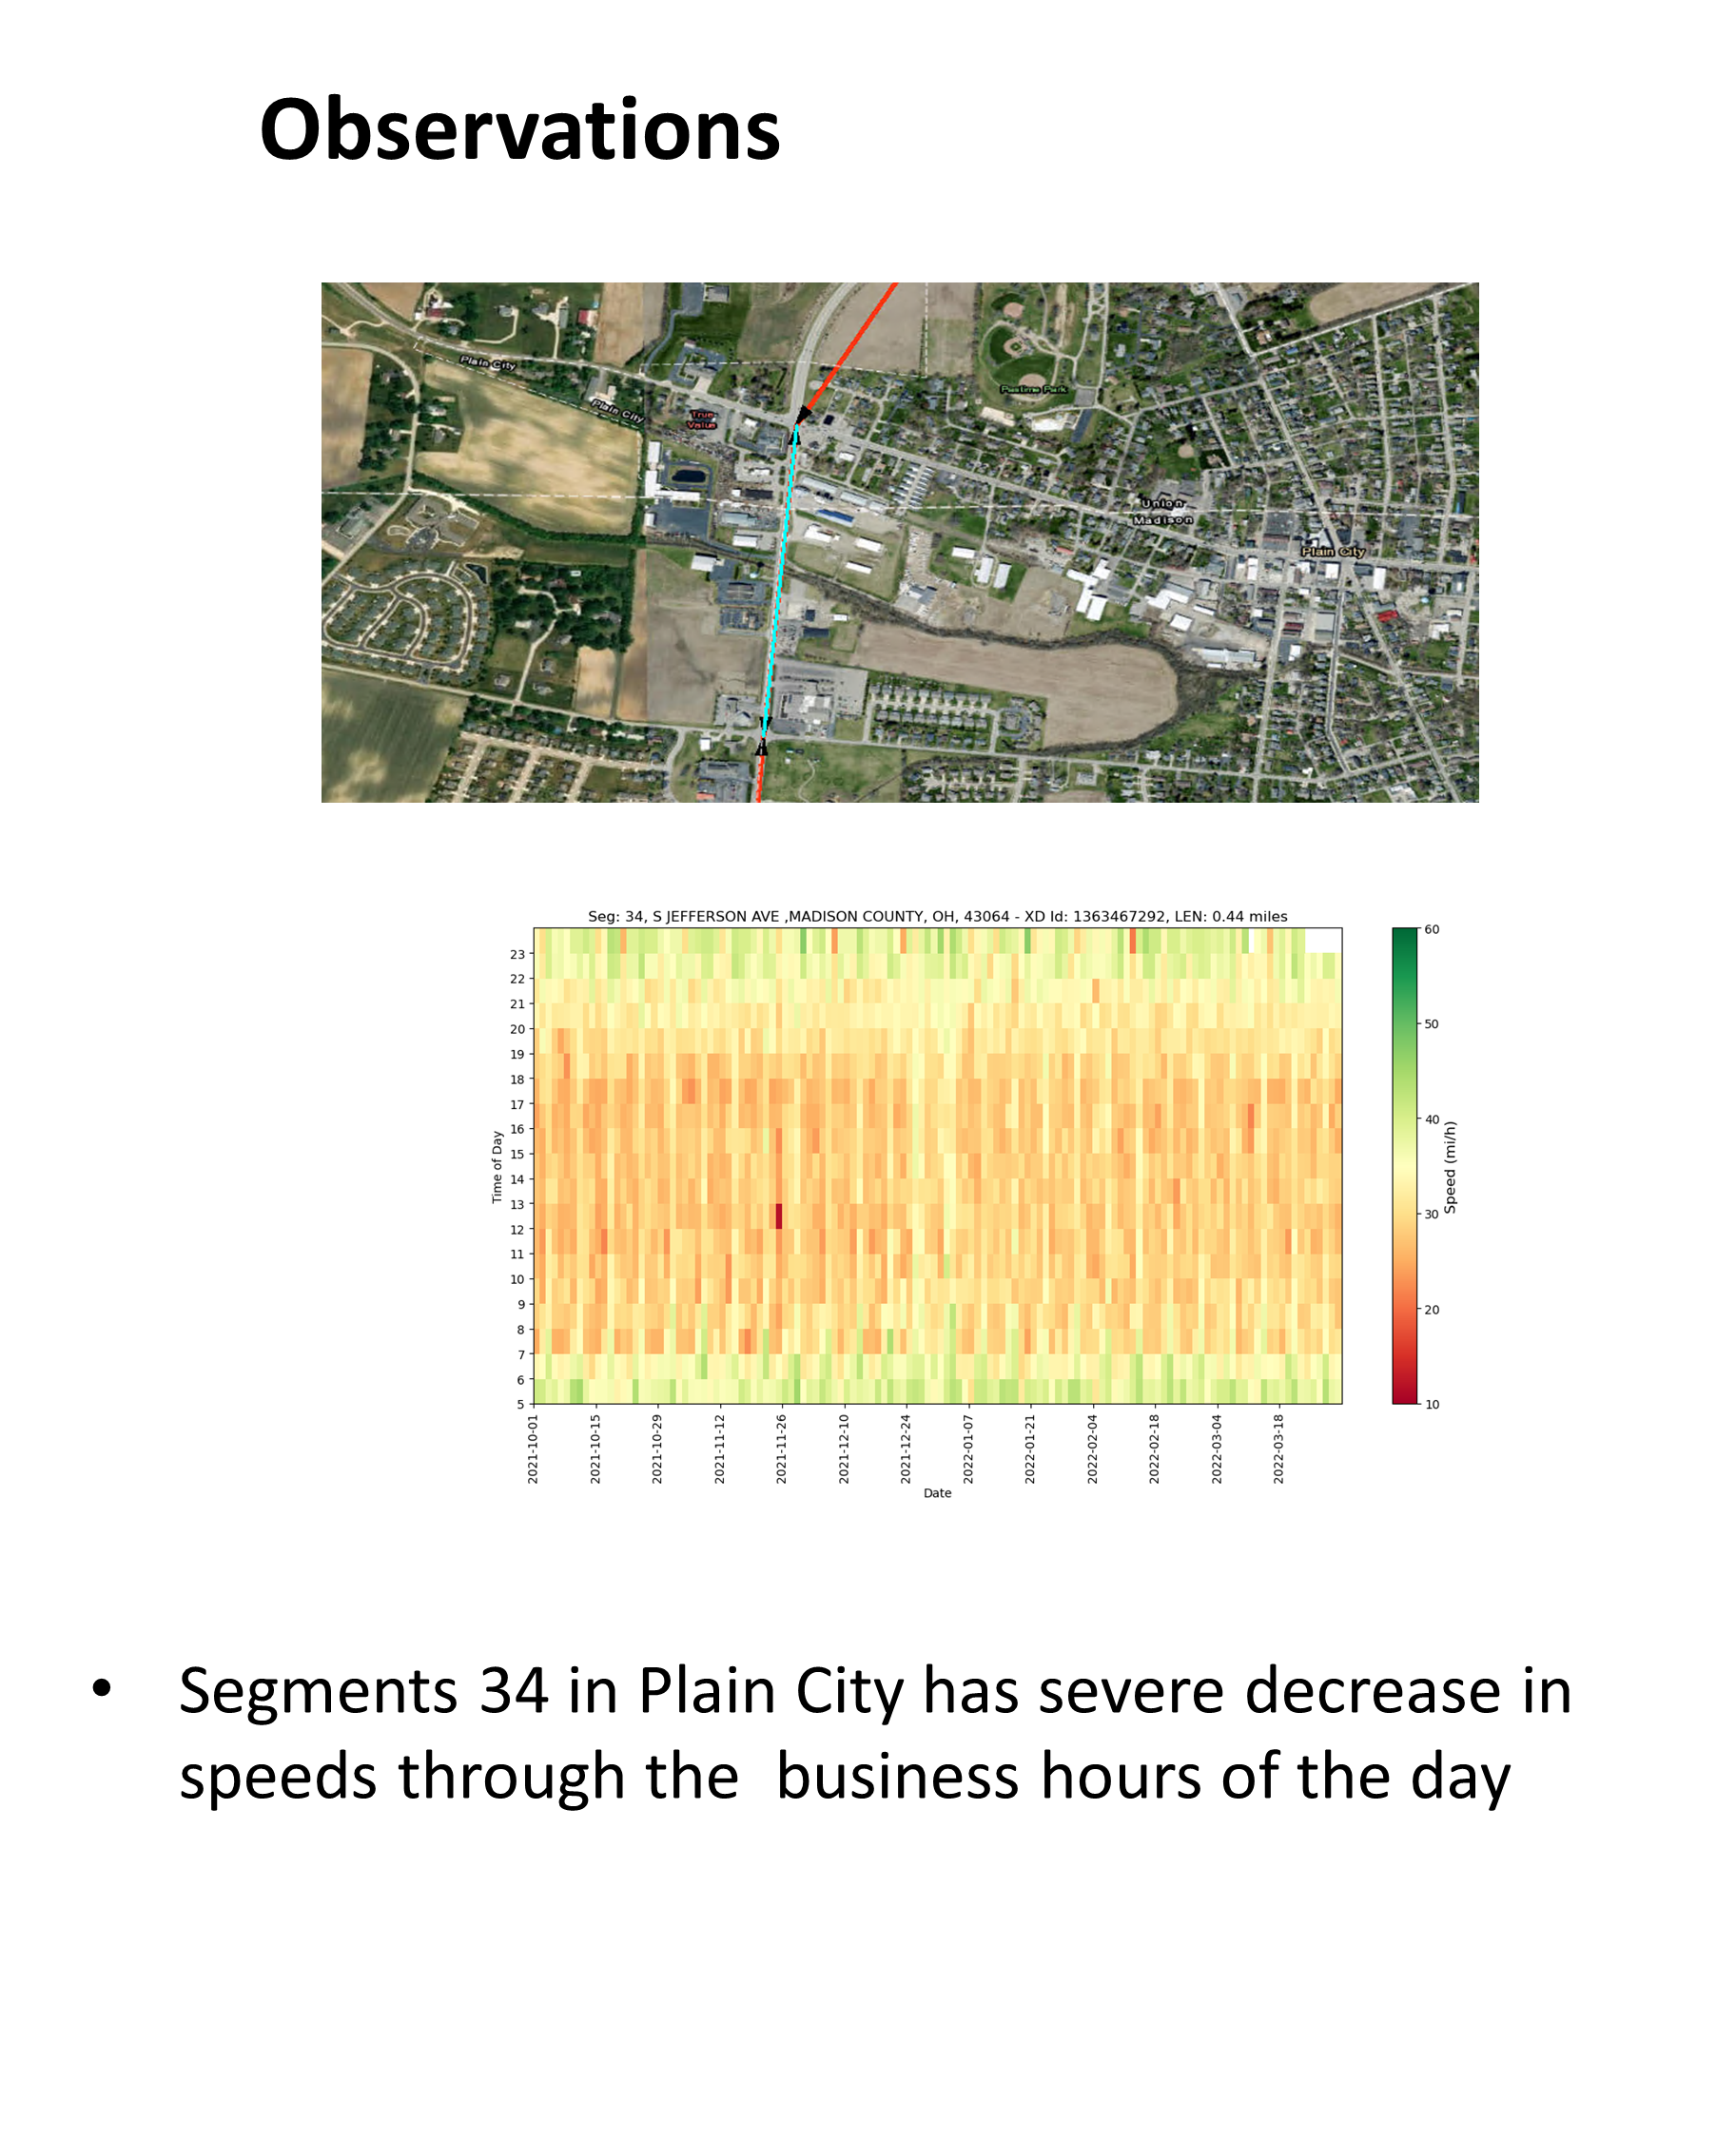 Observations
Plain City
Plain City
True
Value
Pastime Park
Union
Madison
Plain City
Seg: 34, S JEFFERSON AVE ,MADISON COUNTY, OH, 43064 - XD Id: 1363467292, LEN: 0.44 miles
Time of Day
23
22
21
20
19
18
17
16
15
14
13
12
11
10
9
8
7
6
5
2021-10-01
2021-10-15
2021-10-29
2021-11-12
2021-11-26
2021-12-10
2021-12-24
2022-01-07
2022-01-21
2022-02-04
2022-02-18
2022-03-04
2022-03-18
Date
60
50
40
30
20
10
Speed (mi/h)
• Segments 34 in Plain City has severe decrease in
speeds through the  business hours of the day